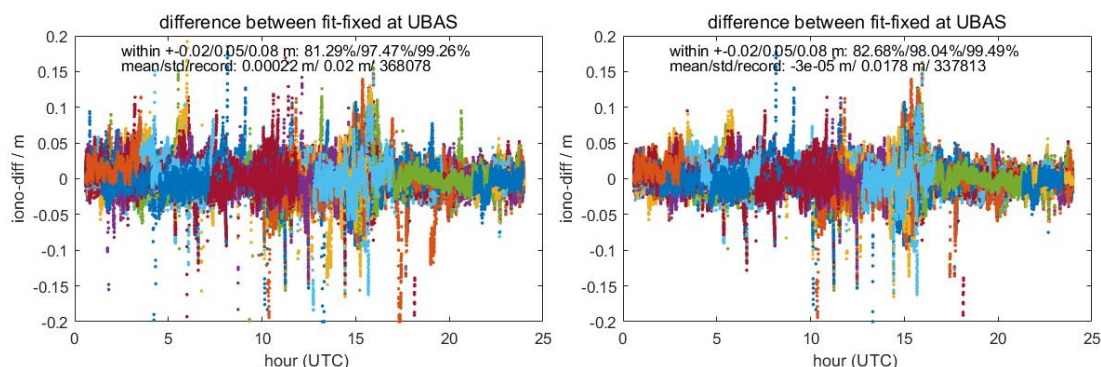 difference between fit-fixed at UBAS
within +-0.02/0.05/0.08 m: 81.29%/97.47%/99.26%
mean/std/record: 0.00022 m/ 0.02 m/ 368078
0.2
0.15
0.1
0.05
0
-0.05
-0.1
-0.15
-0.2
iono-diff / m
0 5 10 15 20 25
hour (UTC)
difference between fit-fixed at UBAS
within +-0.02/0.05/0.08 m: 82.68%/98.04%/99.49%
mean/std/record: -3e-05 m/ 0.0178 m/ 337813
0.2
0.15
0.1
0.05
0
-0.05
-0.1
-0.15
-0.2
iono-diff / m
0 5 10 15 20 25
hour (UTC)